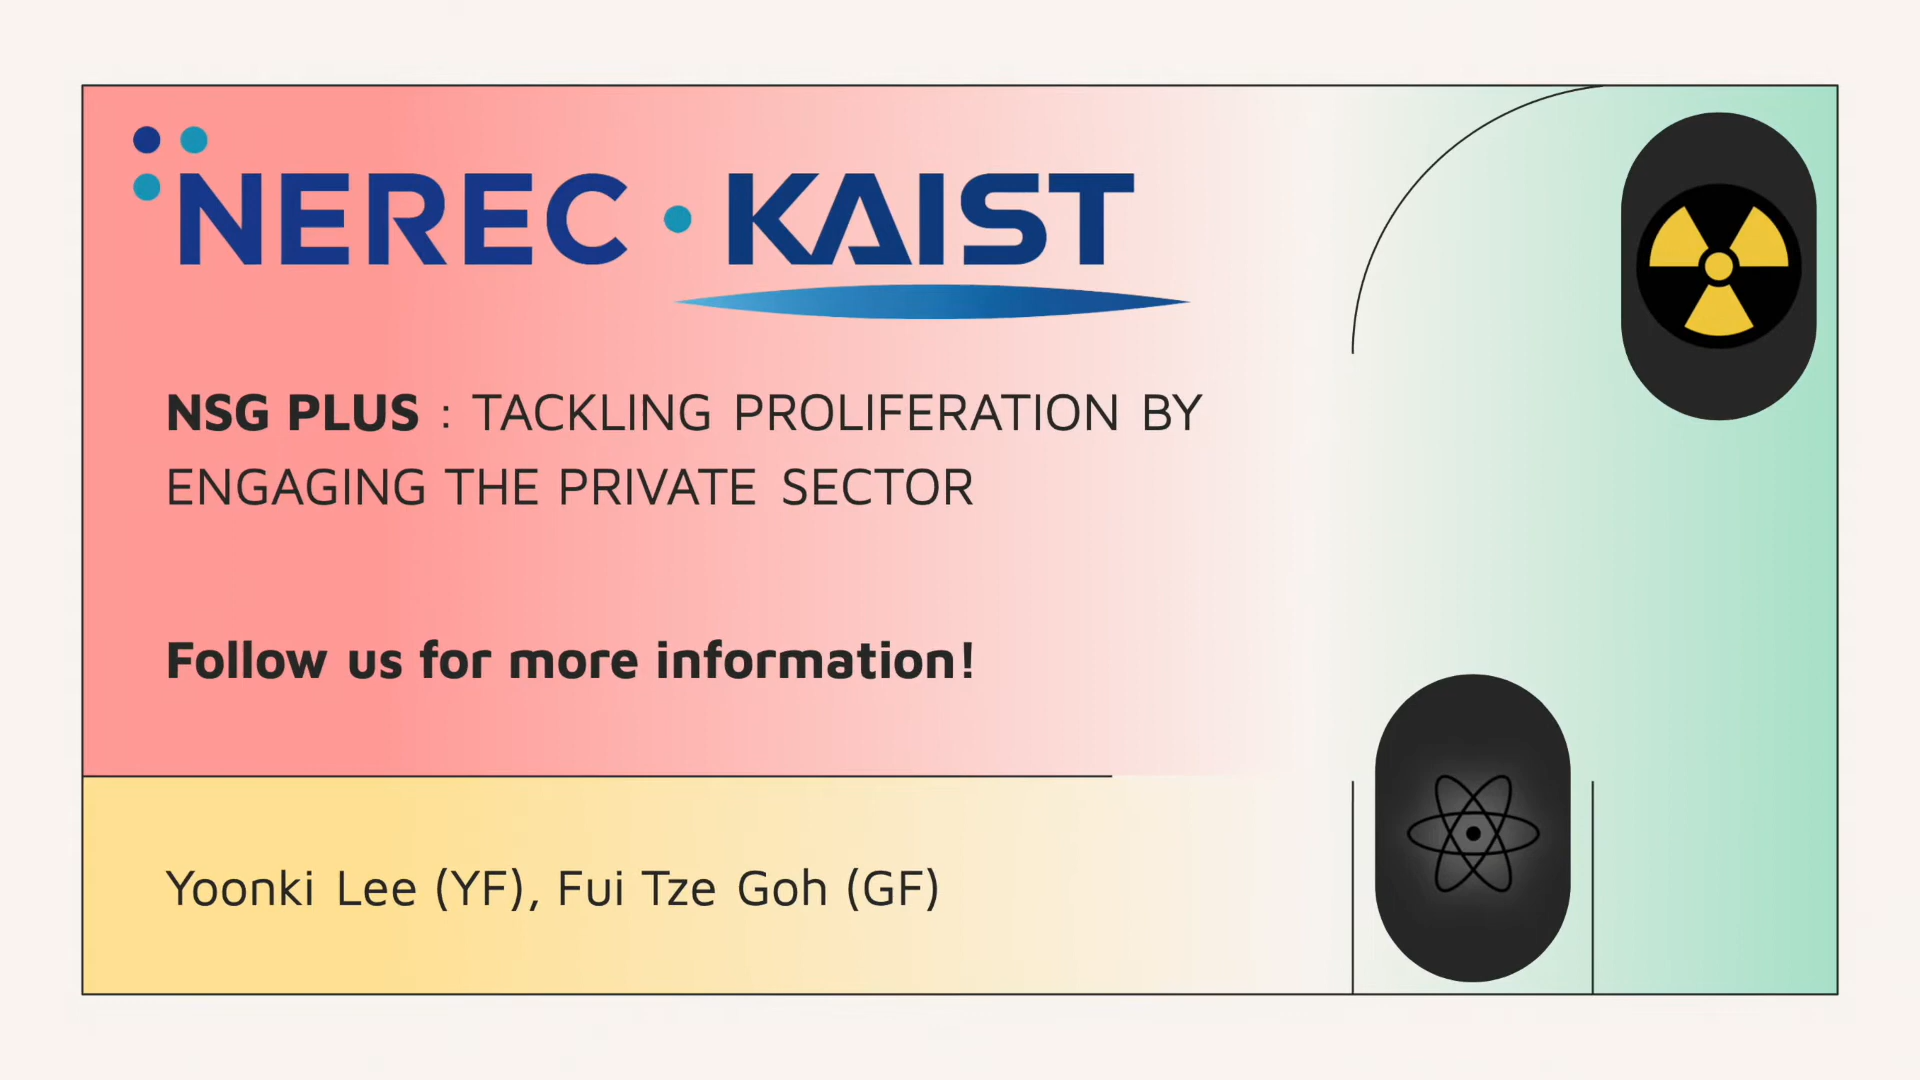 NEREC · KAIST
NSG PLUS : TACKLING PROLIFERATION BY
ENGAGING THE PRIVATE SECTOR
Follow us for more information!
Yoonki Lee (YF), Fui Tze Goh (GF)